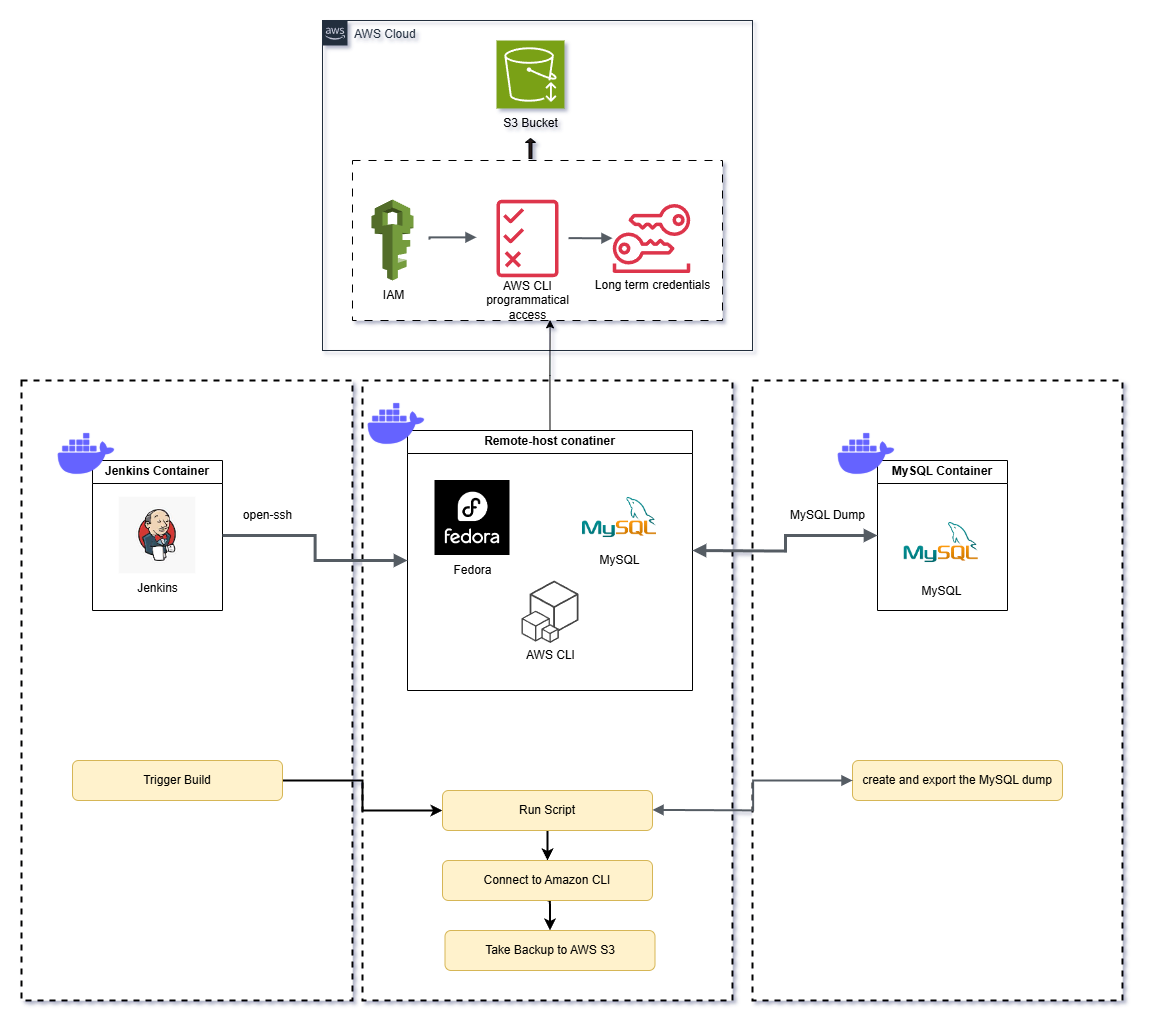 aws
AWS Cloud
S3 Bucket
IAM
AWS CLI
programmatical
access
Long term credentials
Remote-host conatiner
Jenkins Container
MySQL Container
open-ssh
MySQL Dump
fedora
MySQL
MySQL
Fedora
MySQL
Jenkins
MySQL
AWS CLI
Trigger Build
create and export the MySQL dump
Run Script
Connect to Amazon CLI
Take Backup to AWS S3